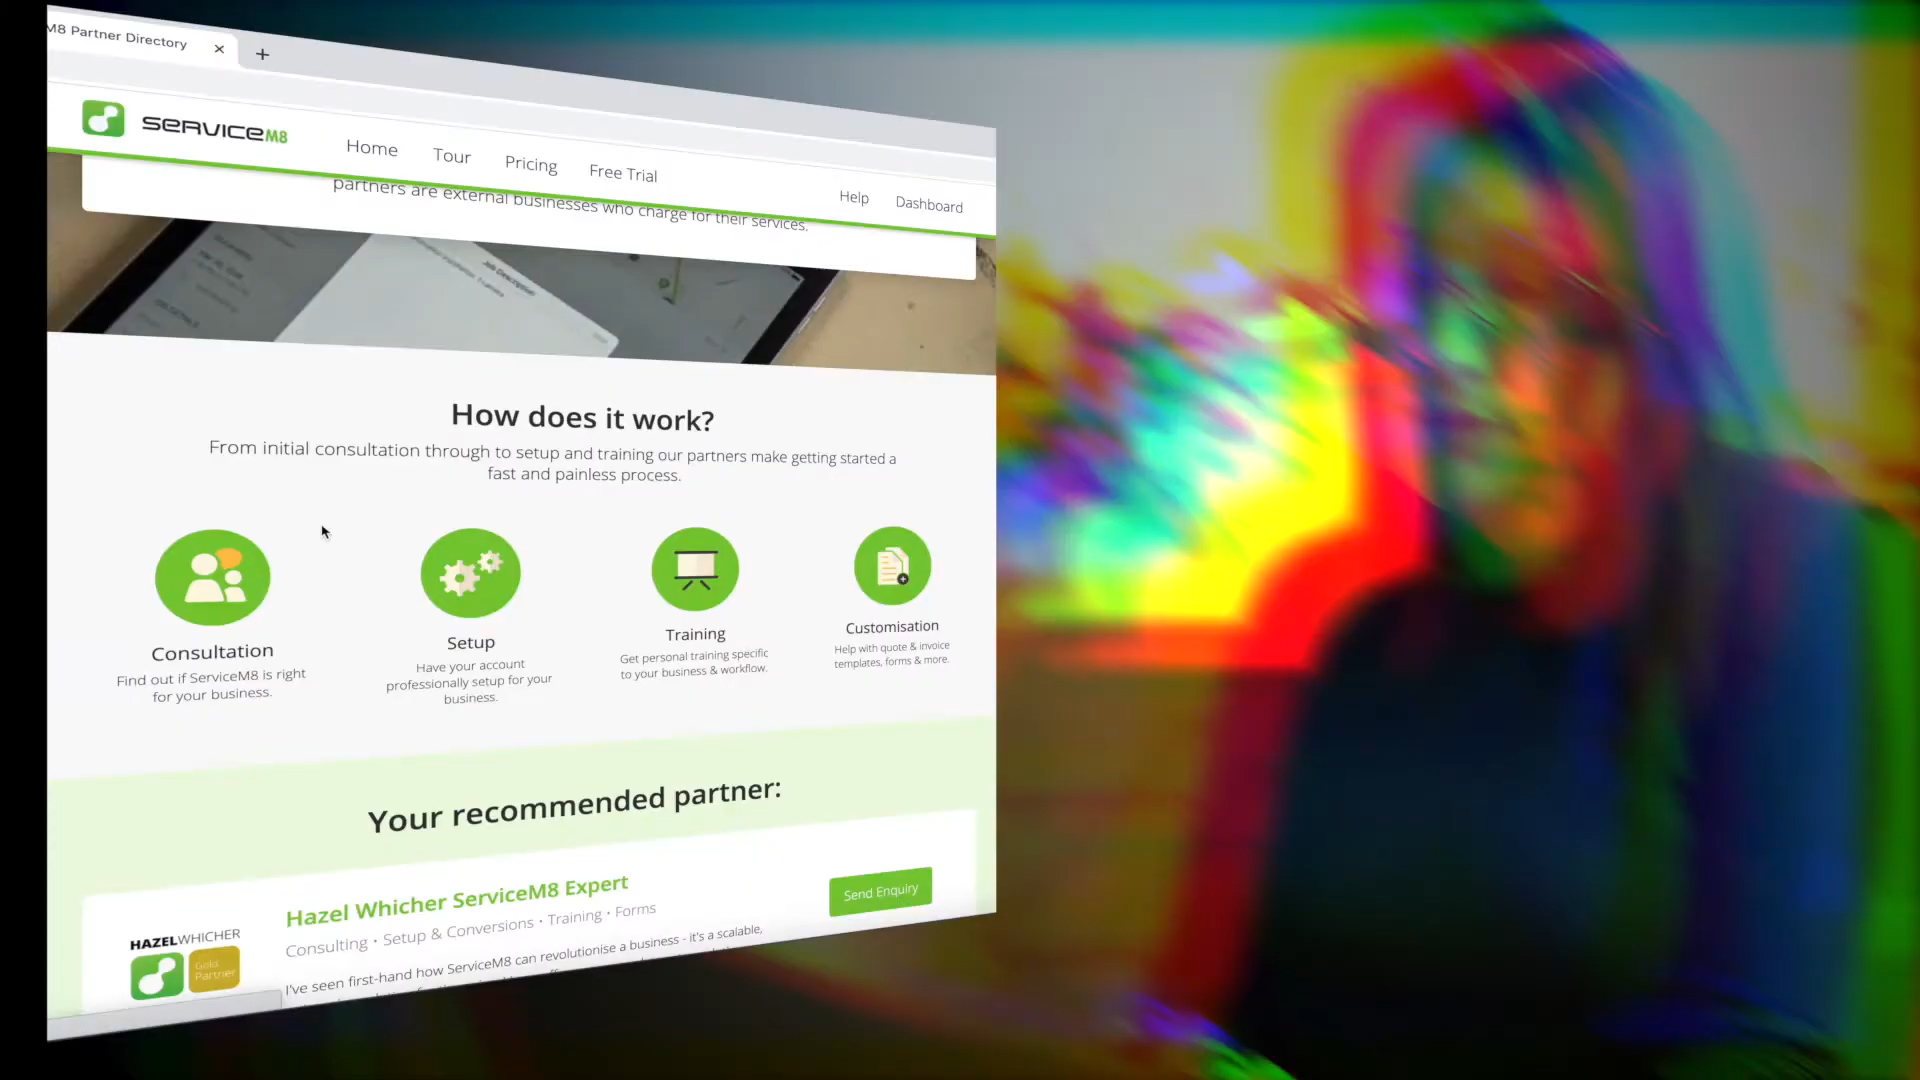 M8 Partner Directory
SERVICEM8
Home
Tour
Pricing
Free Trial
Help
Dashboard
partners are external businesses who charge for their services.
Job Description
How does it work?
From initial consultation through to setup and training our partners make getting started a
fast and painless process.
Consultation
Find out if ServiceM8 is right
for your business.
Setup
Have your account
professionally setup for your
business.
Training
Get personal training specific
to your business & workflow.
Customisation
Help with quote & invoice
templates, forms & more.
Your recommended partner:
Hazel Whicher ServiceM8 Expert
Consulting • Setup & Conversions • Training • Forms
Send Enquiry
HAZELWHICHER
Gold
Partner
I've seen first-hand how ServiceM8 can revolutionise a business - it's a scalable,